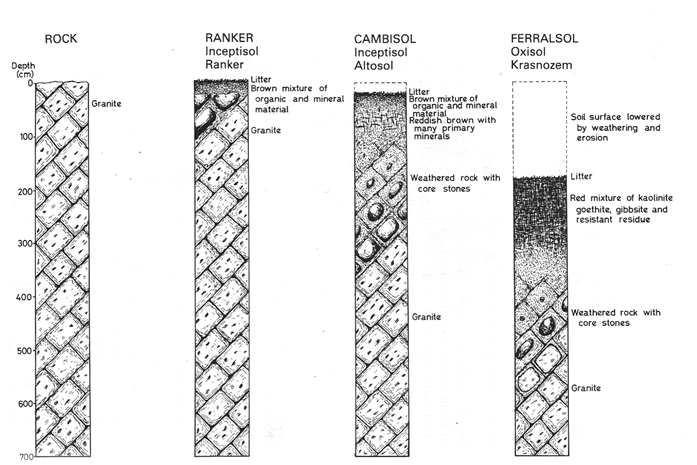 ROCK
RANKER
Inceptisol
Ranker
CAMBISOL
Inceptisol
Altosol
FERRALSOL
Oxisol
Krasnozem
Depth
(cm)
0
100
200
300
400
500
600
700
Granite
Litter
Brown mixture of
organic and mineral
material
Granite
Litter
Brown mixture of
organic and mineral
material
Reddish brown with
many primary
minerals
Weathered rock with
core stones
Granite
Soil surface lowered
by weathering and
erosion
Litter
Red mixture of kaolinite
goethite, gibbsite and
resistant residue
Weathered rock with
core stones
Granite